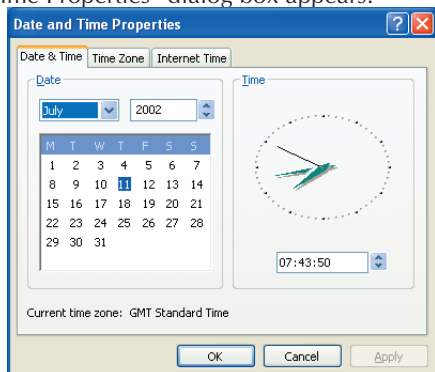 ime Properties" dialog box appears:
Date and Time Properties
Date & Time Time Zone Internet Time
Date
July 2002
M T W T F S S
1 2 3 4 5 6 7
8 9 10 11 12 13 14
15 16 17 18 19 20 21
22 23 24 25 26 27 28
29 30 31
Time
07:43:50
Current time zone: GMT Standard Time
OK Cancel Apply